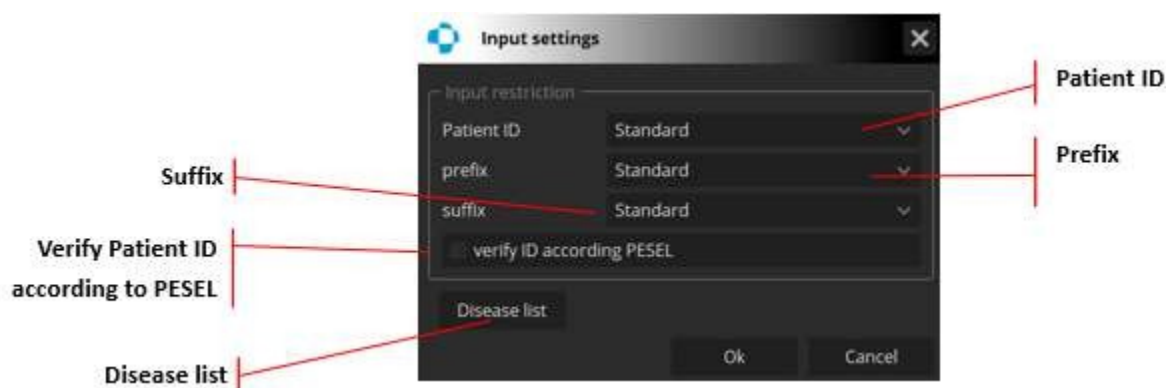 Input settings
Input restriction
Patient ID Standard
Patient ID
prefix Standard
Prefix
Suffix
suffix Standard
Verify Patient ID
according to PESEL
verify ID according PESEL
Disease list
Disease list
Ok Cancel